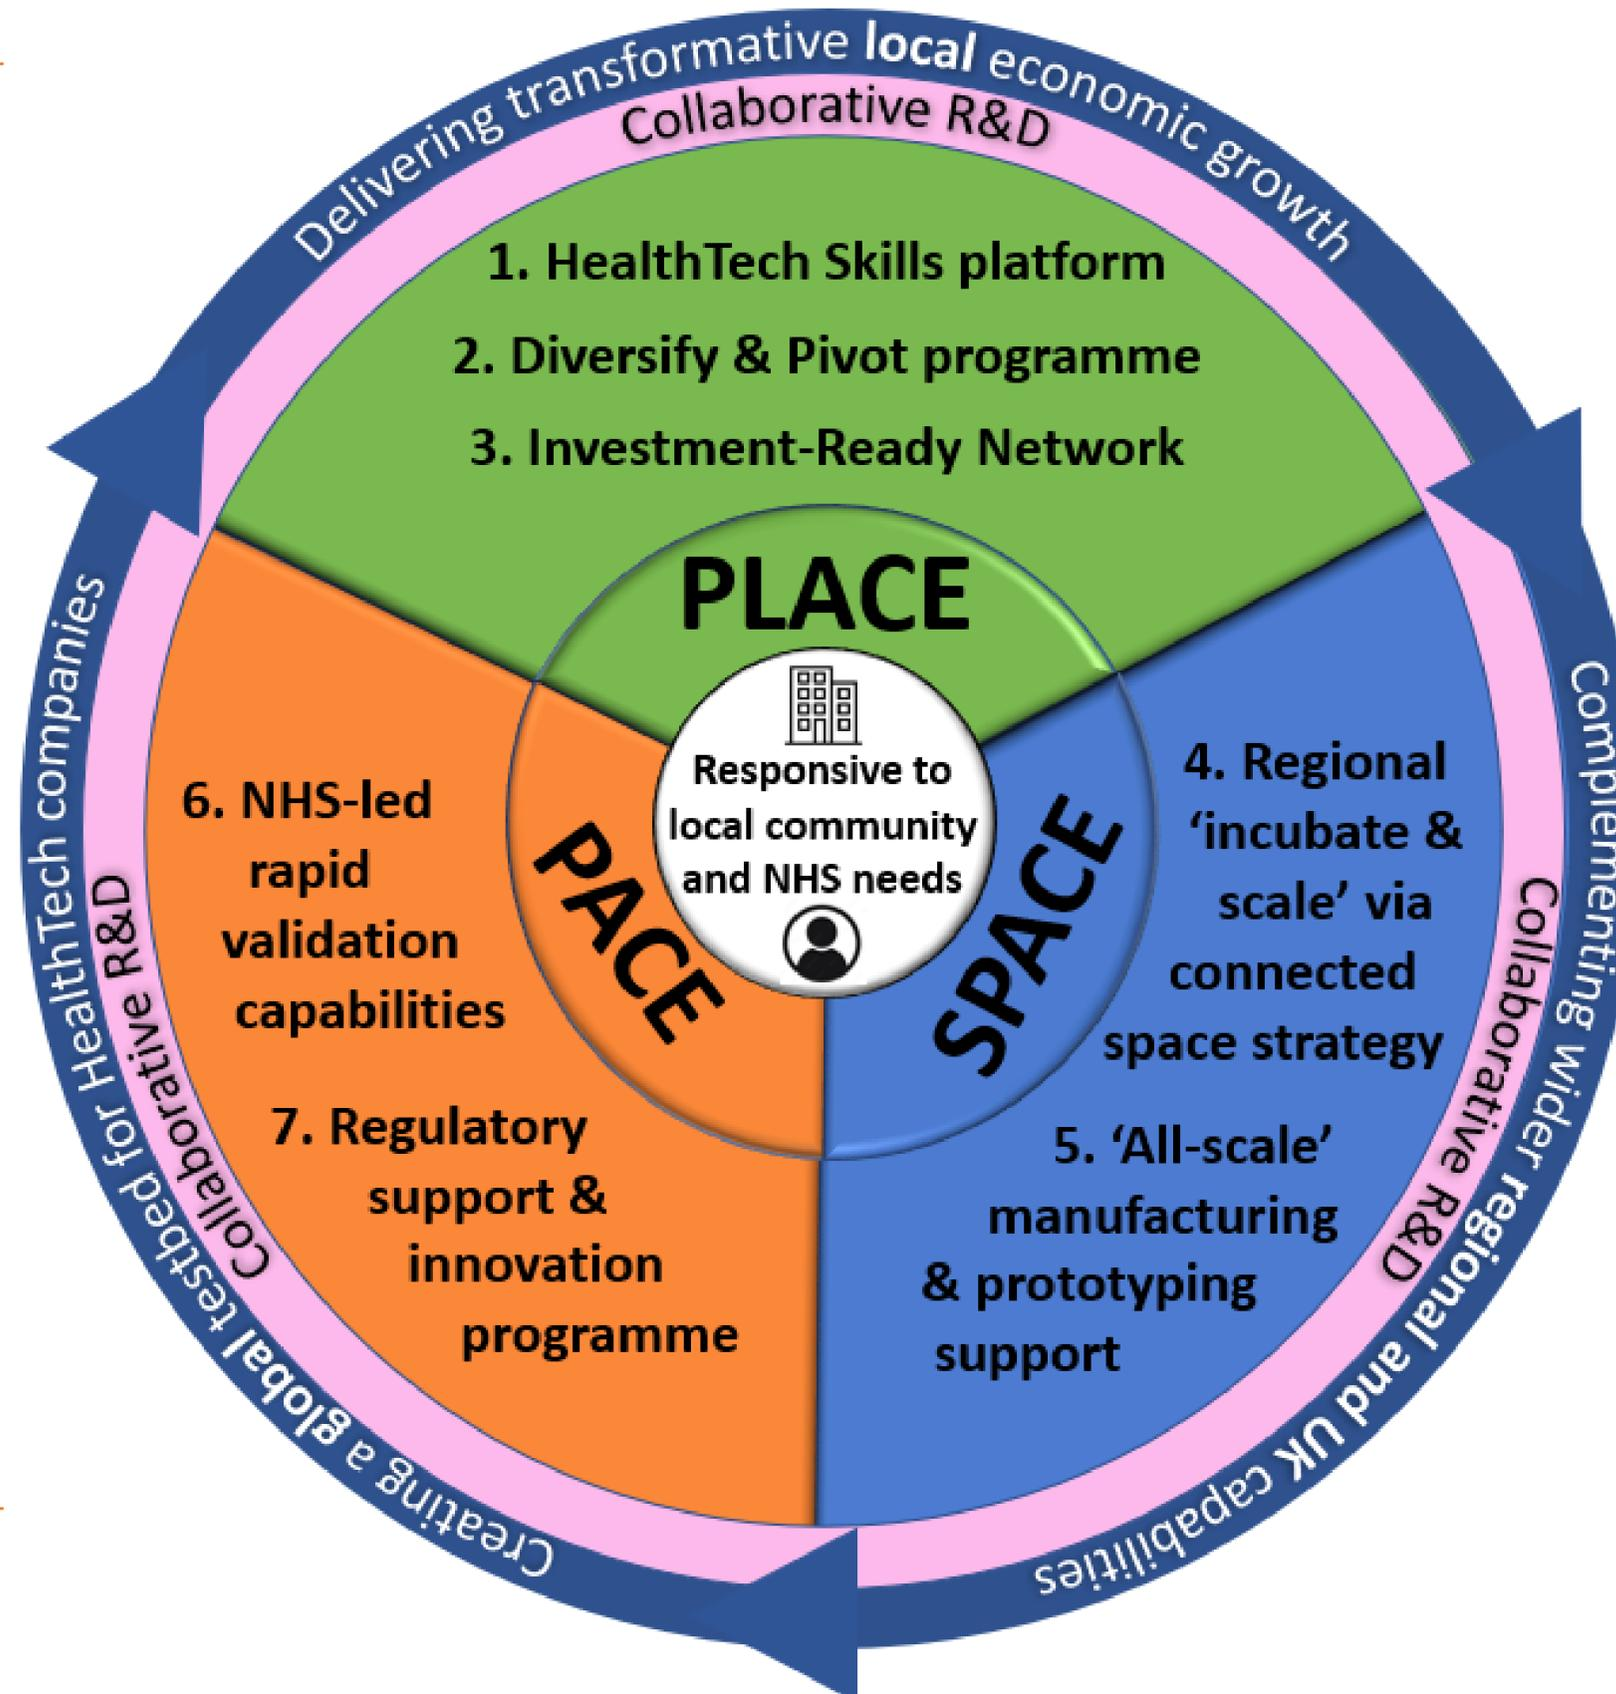 Delivering transformative local economic growth
Collaborative R&D
1. HealthTech Skills platform
2. Diversify & Pivot programme
3. Investment-Ready Network
PLACE
Responsive to
local community
and NHS needs
SPACE
4. Regional
‘incubate &
scale’ via
connected
space strategy
5. ‘All-scale’
manufacturing
& prototyping
support
Collaborative R&D
Complementing wider regional and UK capabilities
PACE
6. NHS-led
rapid
validation
capabilities
7. Regulatory
support &
innovation
programme
Collaborative R&D
Creating a global testbed for HealthTech companies